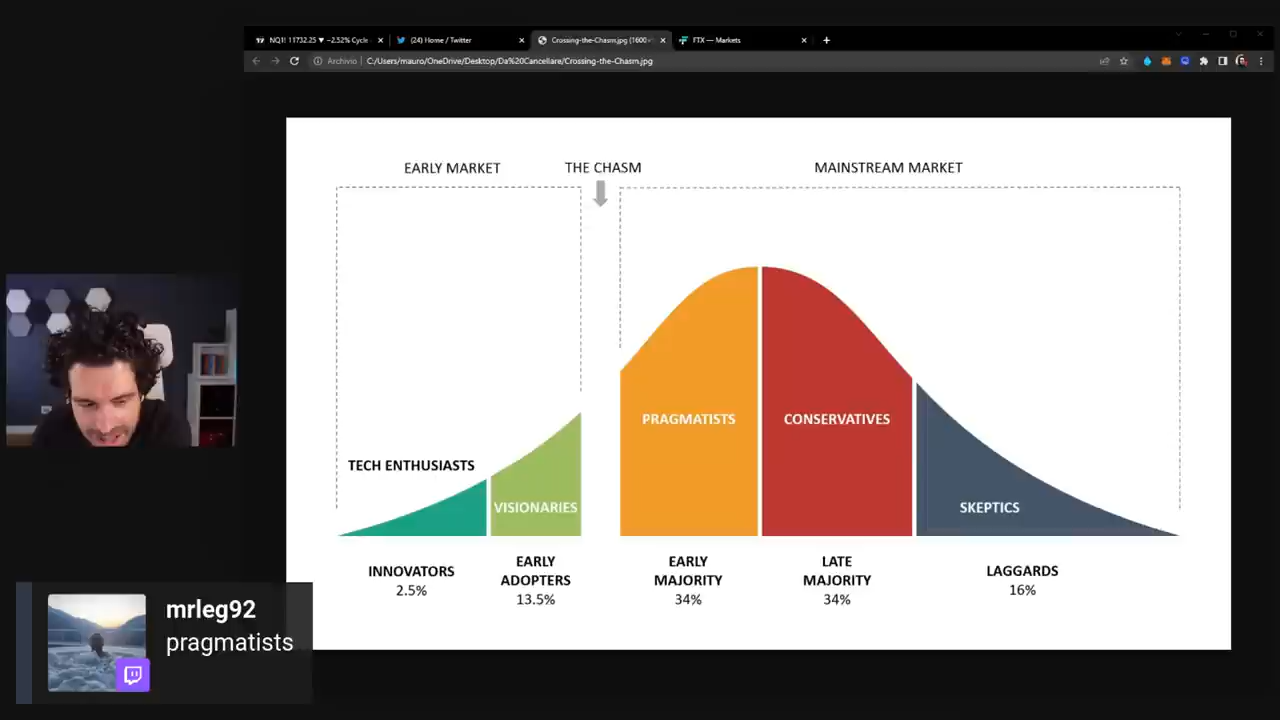 NQ1! 11732.25 ▼ −2.52% Cycle
(24) Home / Twitter
Crossing-the-Chasm.jpg (1600×
FTX — Markets
Archivio
C:/Users/mauro/OneDrive/Desktop/Da%20Cancellare/Crossing-the-Chasm.jpg
EARLY MARKET
THE CHASM
MAINSTREAM MARKET
PRAGMATISTS
CONSERVATIVES
TECH ENTHUSIASTS
VISIONARIES
SKEPTICS
INNOVATORS
2.5%
EARLY
ADOPTERS
13.5%
EARLY
MAJORITY
34%
LATE
MAJORITY
34%
LAGGARDS
16%
mrleg92
pragmatists